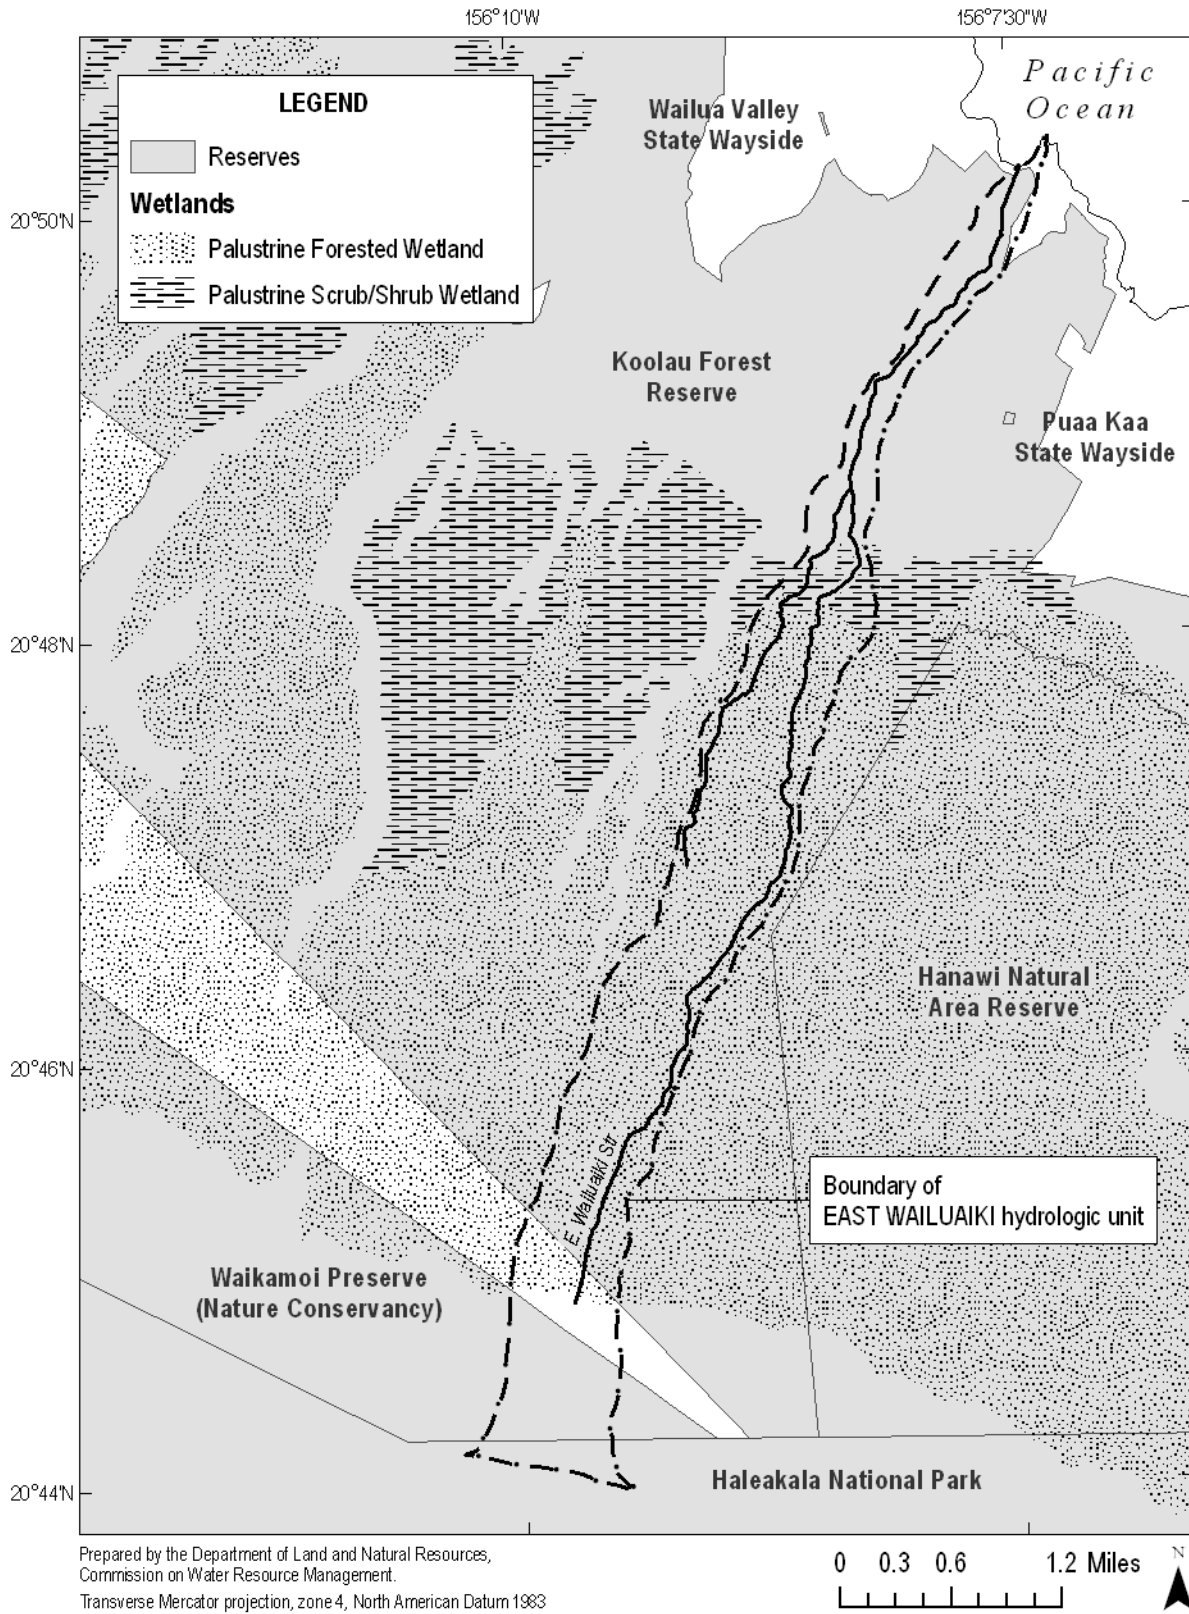 156°10'W
156°7'30"W
Pacific
Ocean
Wailua Valley
State Wayside
LEGEND
Reserves
Wetlands
Palustrine Forested Wetland
Palustrine Scrub/Shrub Wetland
20°50'N
Koolau Forest
Reserve
Puaa Kaa
State Wayside
20°48'N
Hanawi Natural
Area Reserve
20°46'N
E Wailuaiki Str
Boundary of
EAST WAILUAIKI hydrologic unit
Waikamoi Preserve
(Nature Conservancy)
Haleakala National Park
20°44'N
Prepared by the Department of Land and Natural Resources,
Commission on Water Resource Management.
Transverse Mercator projection, zone 4, North American Datum 1983
0 0.3 0.6 1.2 Miles
N